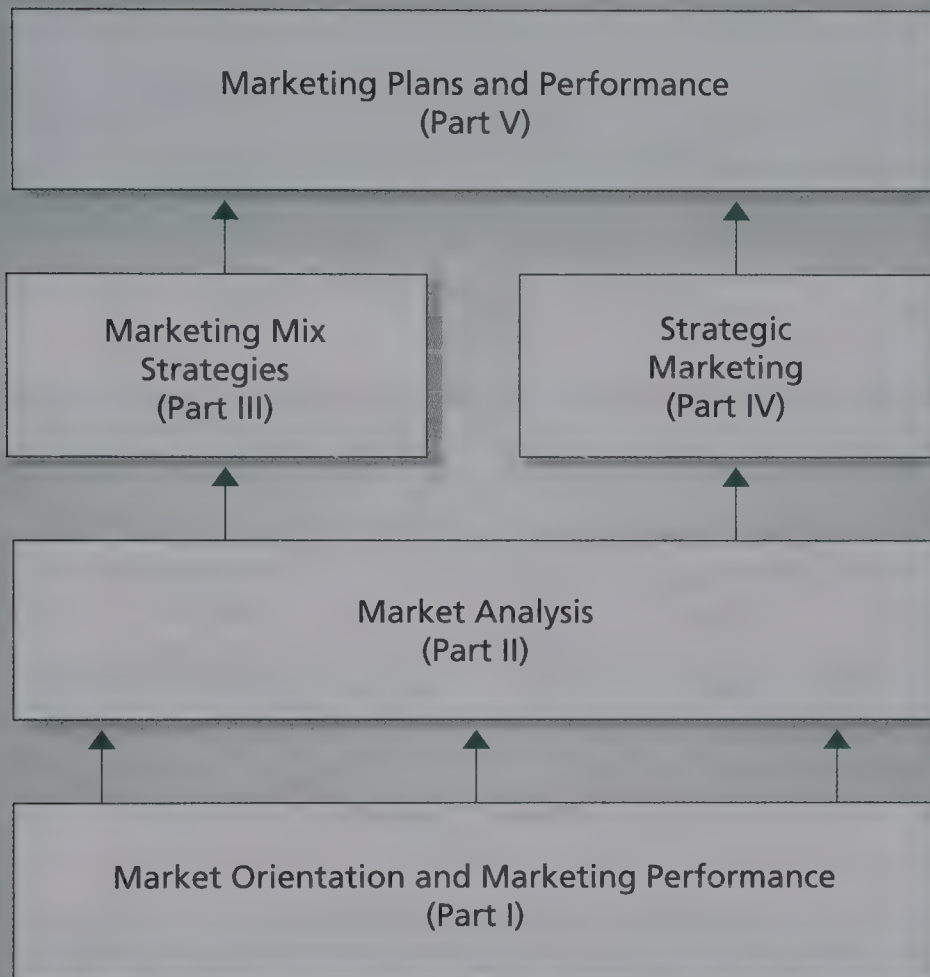 Marketing Plans and Performance
(Part V)
Marketing Mix
Strategies
(Part III)
Strategic
Marketing
(Part IV)
Market Analysis
(Part II)
Market Orientation and Marketing Performance
(Part I)